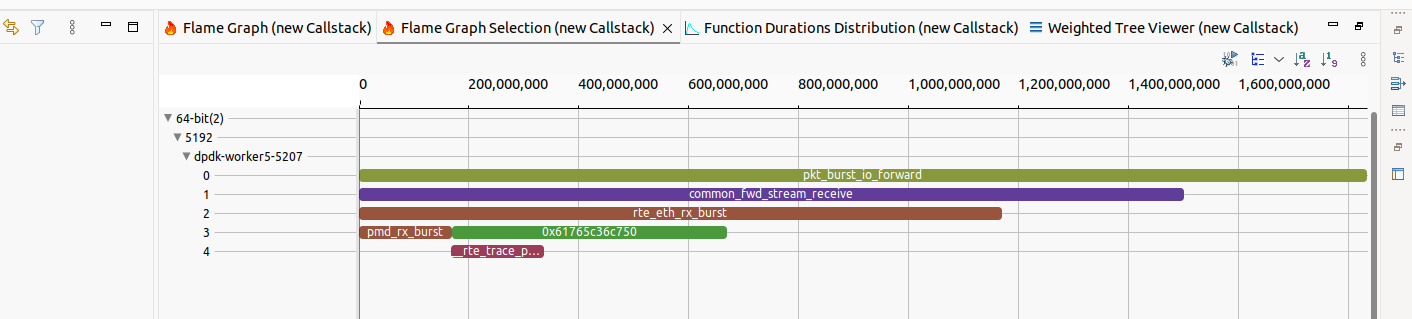 Flame Graph (new Callstack) Flame Graph Selection (new Callstack) Function Durations Distribution (new Callstack) Weighted Tree Viewer (new Callstack)
0 200,000,000 400,000,000 600,000,000 800,000,000 1,000,000,000 1,200,000,000 1,400,000,000 1,600,000,000
64-bit(2)
5192
dpdk-worker5-5207
0 pkt_burst_io_forward
1 common_fwd_stream_receive
2 rte_eth_rx_burst
3 pmd_rx_burst 0x61765c36c750
4 __rte_trace_p...